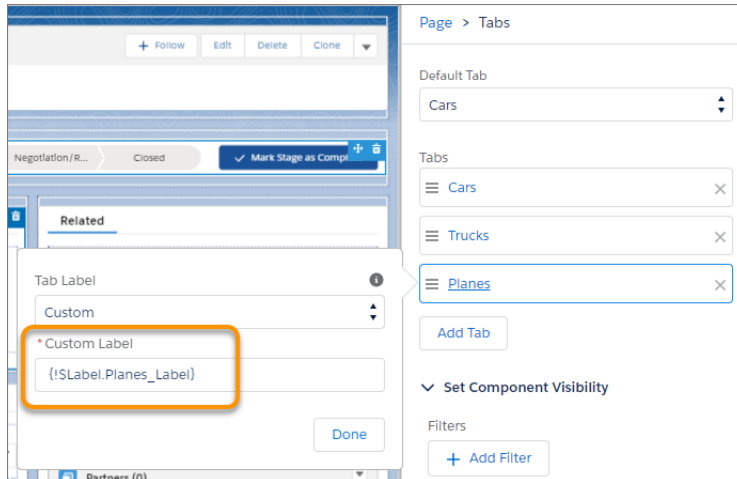 Page > Tabs
+ Follow Edit Delete Clone
Default Tab
Cars
Negotiation/R... Closed Mark Stage as Compl
Tabs
Cars
Related
Trucks
Tab Label
Planes
Custom
Add Tab
* Custom Label
{!$Label.Planes_Label}
Set Component Visibility
Filters
Done
+ Add Filter
Partners (0)